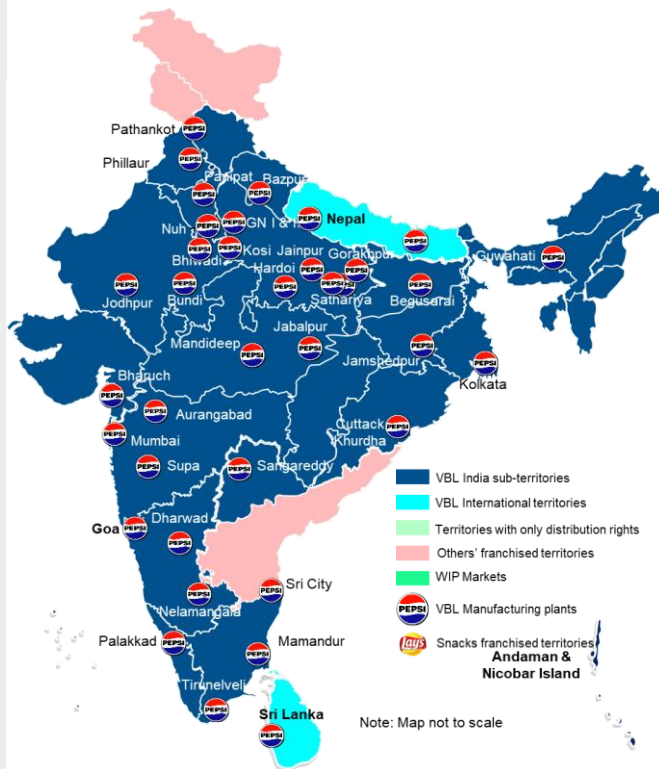 Pathankot
Phillaur
Panipat
Bazpur
GN I & II
Nepal
Nuh
Kosi
Jainpur
Gorakhpur
Guwahati
Bhiwadi
Hardoi
Jodhpur
Bundi
Sathariya
Begusarai
Mandideep
Jabalpur
Jamshedpur
Kolkata
Bharuch
Aurangabad
Cuttack
Khurdha
Mumbai
Supa
Sangareddy
Goa
Dharwad
Sri City
Nelamangala
Palakkad
Mamandur
Tirunelveli
Sri Lanka
VBL India sub-territories
VBL International territories
Territories with only distribution rights
Others' franchised territories
WIP Markets
PEPSI VBL Manufacturing plants
Lay's Snacks franchised territories
Andaman &
Nicobar Island
Note: Map not to scale